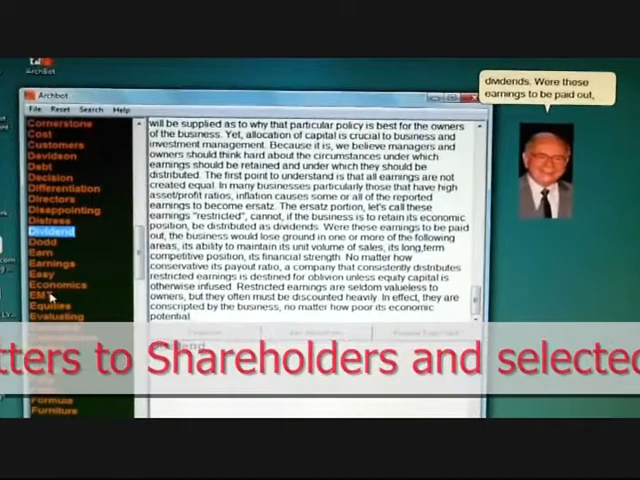 ArchBot
Archbot
File Reset Search Help
dividends. Were these
earnings to be paid out,
Cornerstone
Cost
Customers
Davidson
Debt
Decision
Differentiation
Directors
Disappointing
Distress
Dividend
Dodd
Earn
Earnings
Easy
Economics
EMT
Equities
Evaluating
Formula
Furniture
will be supplied as to why that particular policy is best for the owners
of the business. Yet, allocation of capital is crucial to business and
investment management. Because it is, we believe managers and
owners should think hard about the circumstances under which
earnings should be retained and under which they should be
distributed. The first point to understand is that all earnings are not
created equal. In many businesses particularly those that have high
asset/profit ratios, inflation causes some or all of the reported
earnings to become ersatz. The ersatz portion, let's call these
earnings "restricted", cannot, if the business is to retain its economic
position, be distributed as dividends. Were these earnings to be paid
out, the business would lose ground in one or more of the following
areas, its ability to maintain its unit volume of sales, its long,term
competitive position, its financial strength. No matter how
conservative its payout ratio, a company that consistently distributes
restricted earnings is destined for oblivion unless equity capital is
otherwise infused. Restricted earnings are seldom valueless to
owners, but they often must be discounted heavily. In effect, they are
conscripted by the business, no matter how poor its economic
potential.
Dividend
tters to Shareholders and selected